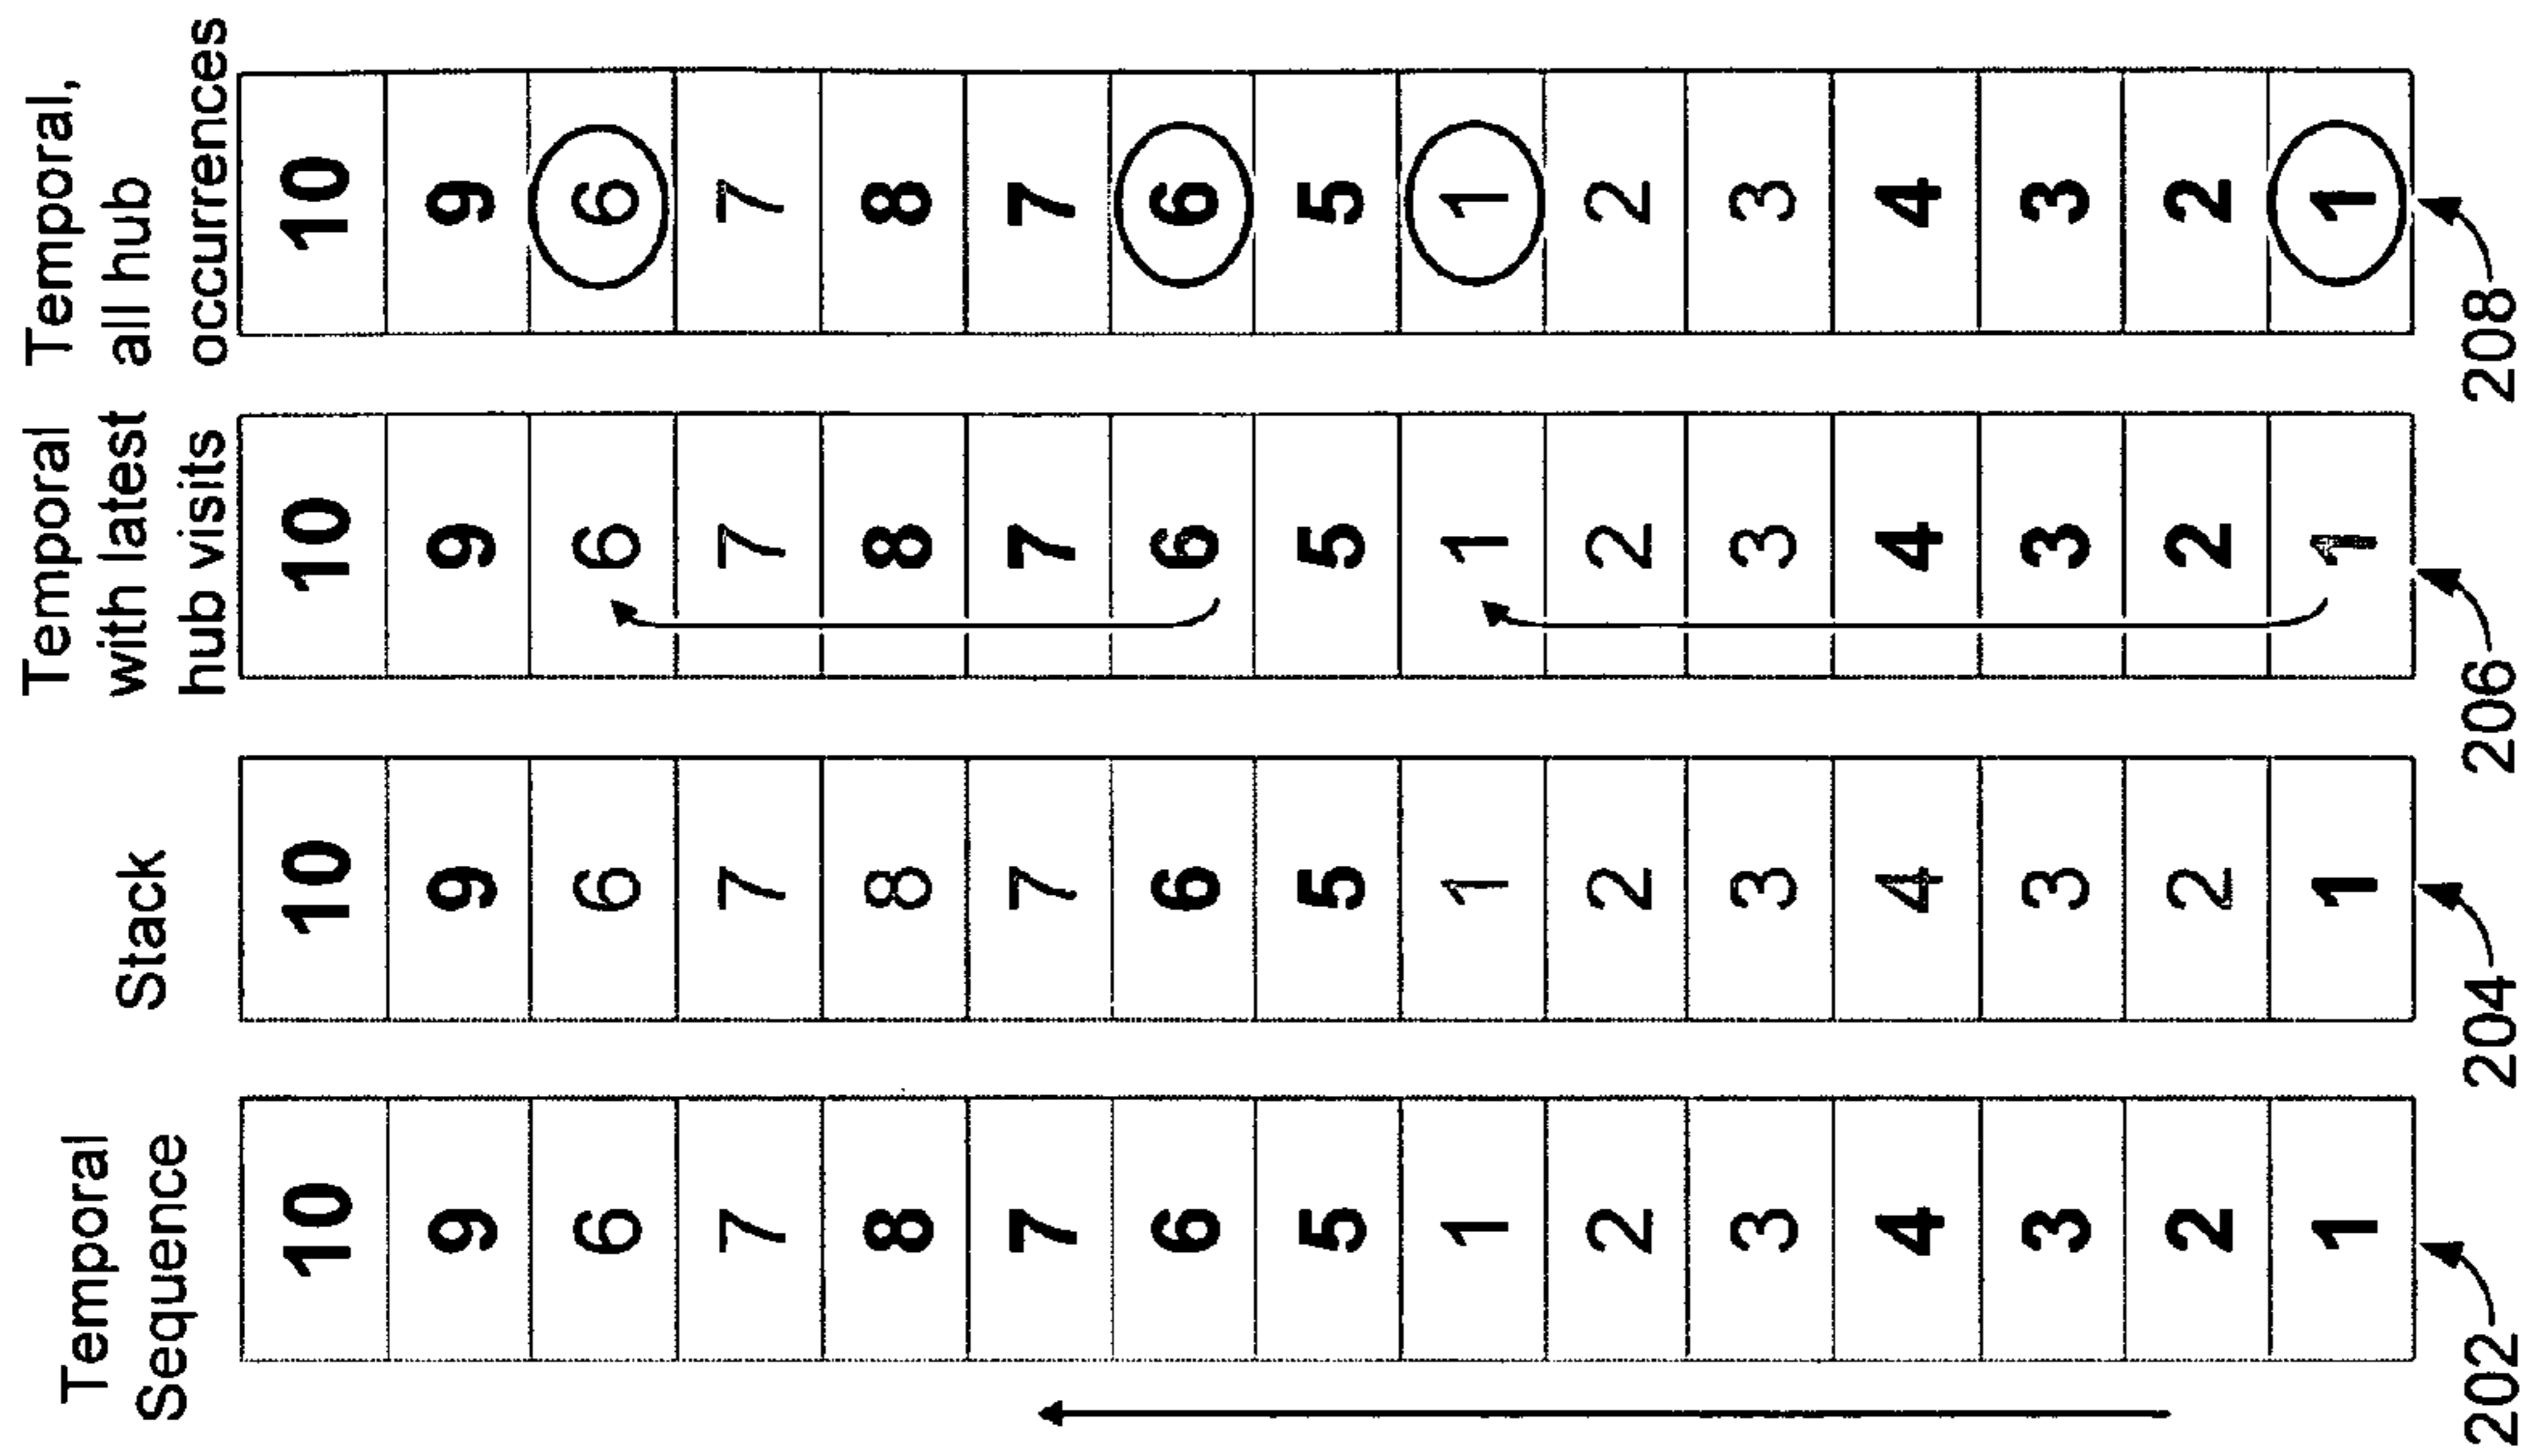 Temporal
Sequence
Stack
Temporal
with latest
hub visits
Temporal,
all hub
occurrences
10 10 10 10
9 9 9 9
6 6 6 6
7 7 7 7
8 8 8 8
7 7 7 7
6 6 6 6
5 5 5 5
1 1 1 1
2 2 2 2
3 3 3 3
4 4 4 4
3 3 3 3
2 2 2 2
1 1 1 1
202 204 206 208